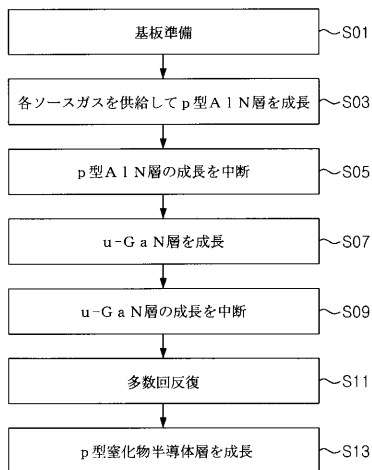 基板準備 S01
各ソースガスを供給してp型AlN層を成長 S03
p型AlN層の成長を中断 S05
u-GaN層を成長 S07
u-GaN層の成長を中断 S09
多数回反復 S11
p型窒化物半導体層を成長 S13